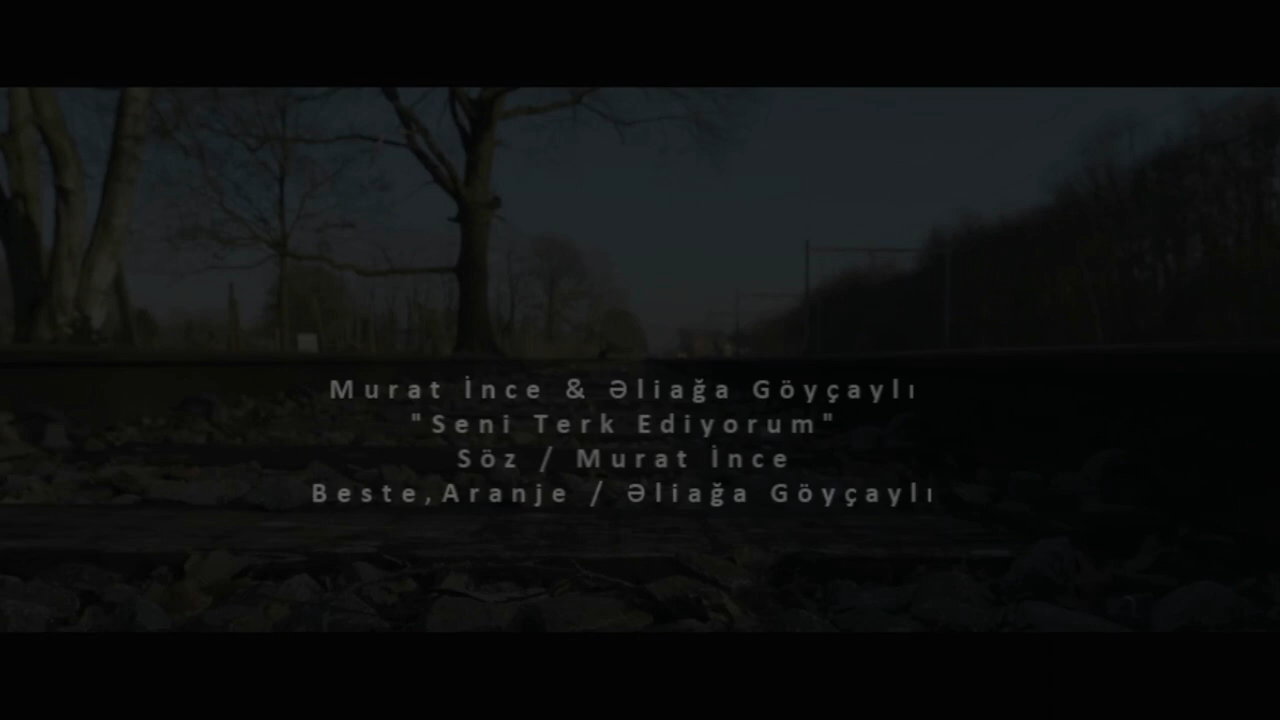 Murat İnce & Əliağa Göyçaylı
"Seni Terk Ediyorum"
Söz / Murat İnce
Beste,Aranje / Əliağa Göyçaylı